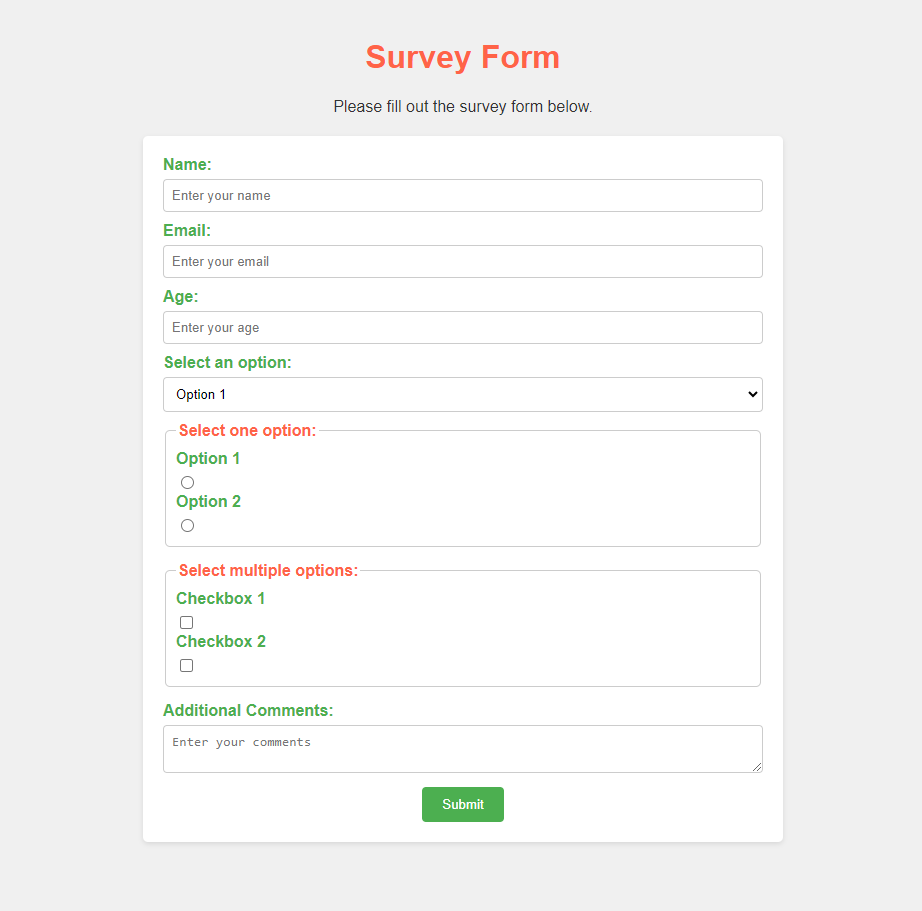 Survey Form
Please fill out the survey form below.
Name:
Enter your name
Email:
Enter your email
Age:
Enter your age
Select an option:
Option 1
Select one option:
Option 1
Option 2
Select multiple options:
Checkbox 1
Checkbox 2
Additional Comments:
Enter your comments
Submit